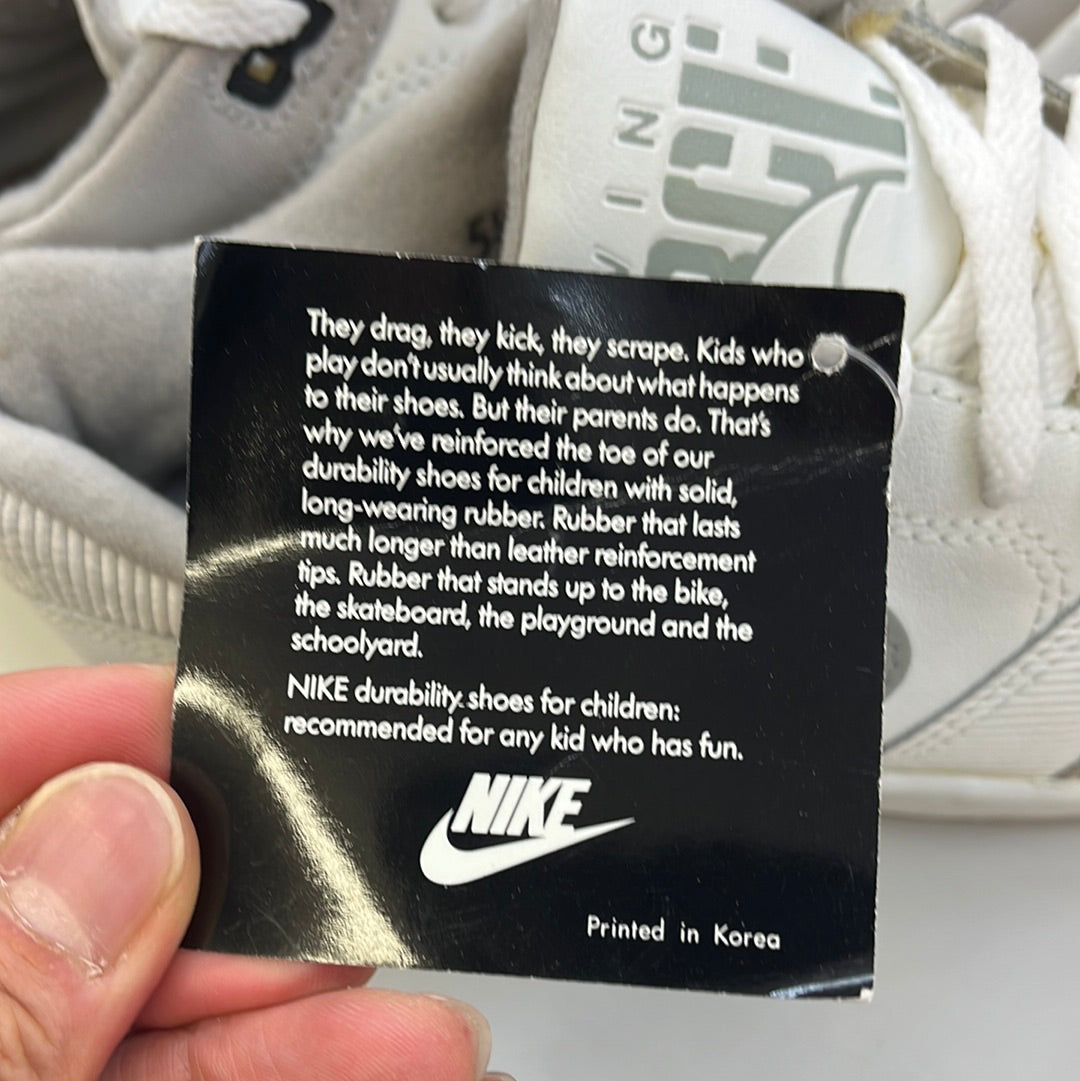 They drag, they kick, they scrape. Kids who
play don't usually think about what happens
to their shoes. But their parents do. That's
why we've reinforced the toe of our
durability shoes for children with solid,
long-wearing rubber. Rubber that lasts
much longer than leather reinforcement
tips. Rubber that stands up to the bike,
the skateboard, the playground and the
schoolyard.
NIKE durability shoes for children:
recommended for any kid who has fun.
NIKE
Printed in Korea